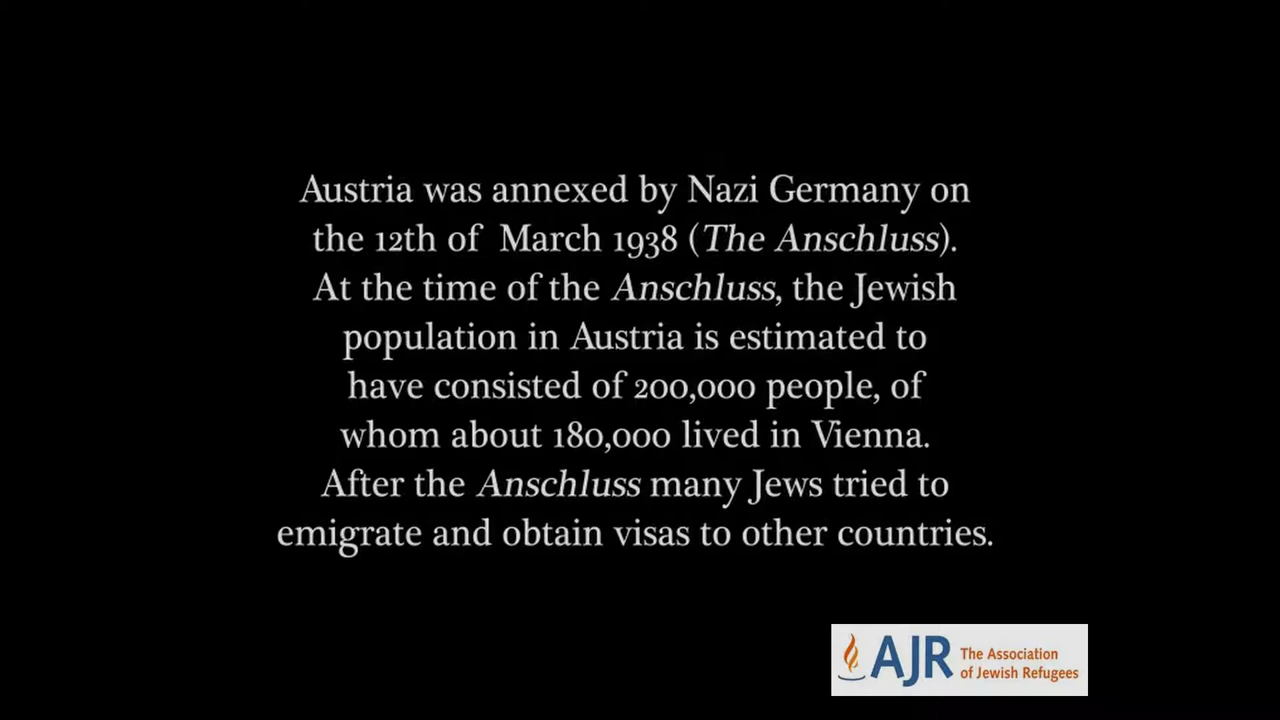 Austria was annexed by Nazi Germany on
the 12th of  March 1938 (The Anschluss).
At the time of the Anschluss, the Jewish
population in Austria is estimated to
have consisted of 200,000 people, of
whom about 180,000 lived in Vienna.
After the Anschluss many Jews tried to
emigrate and obtain visas to other countries.
AJR
The Association
of Jewish Refugees